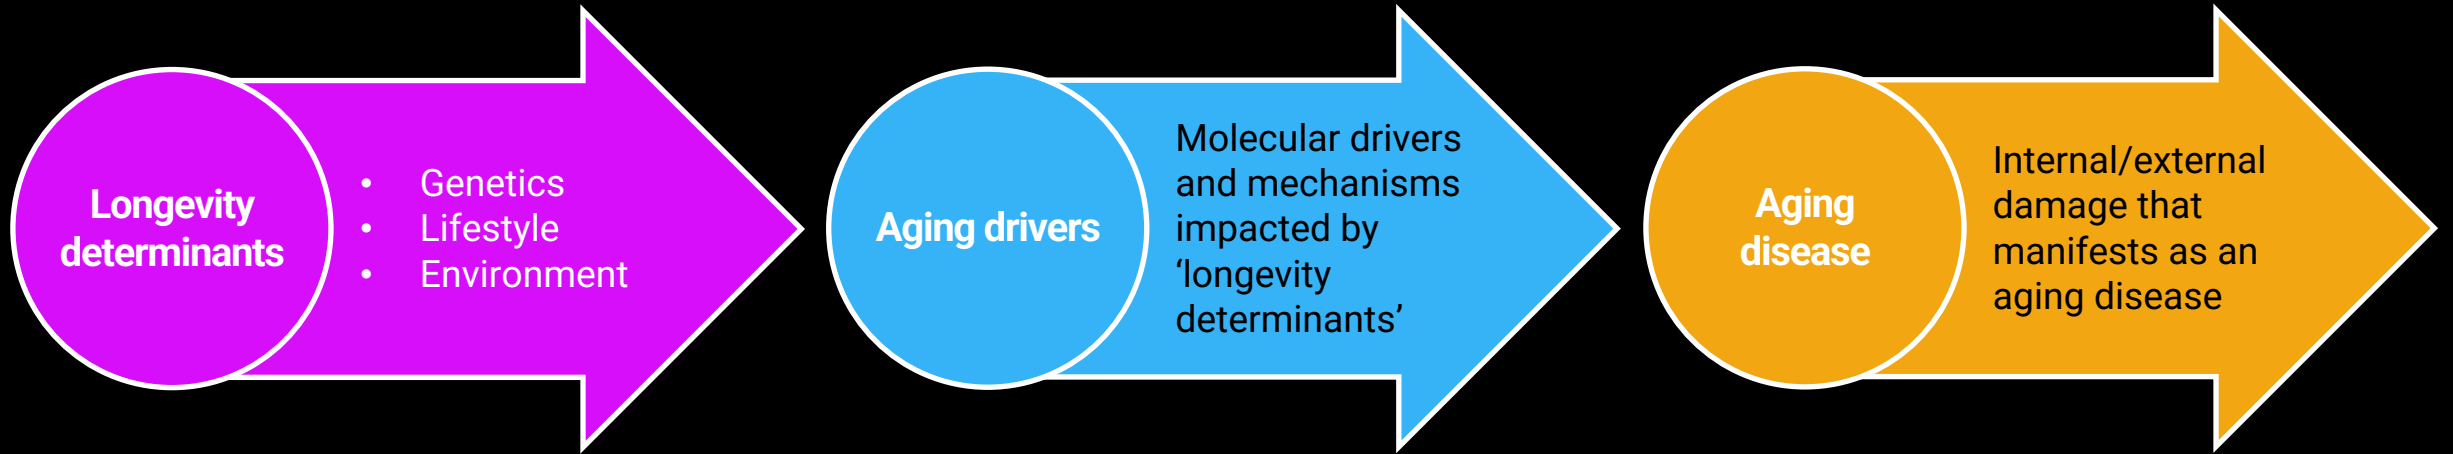 Longevity
determinants
• Genetics
• Lifestyle
• Environment
Aging drivers
Molecular drivers
and mechanisms
impacted by
‘longevity
determinants’
Aging
disease
Internal/external
damage that
manifests as an
aging disease